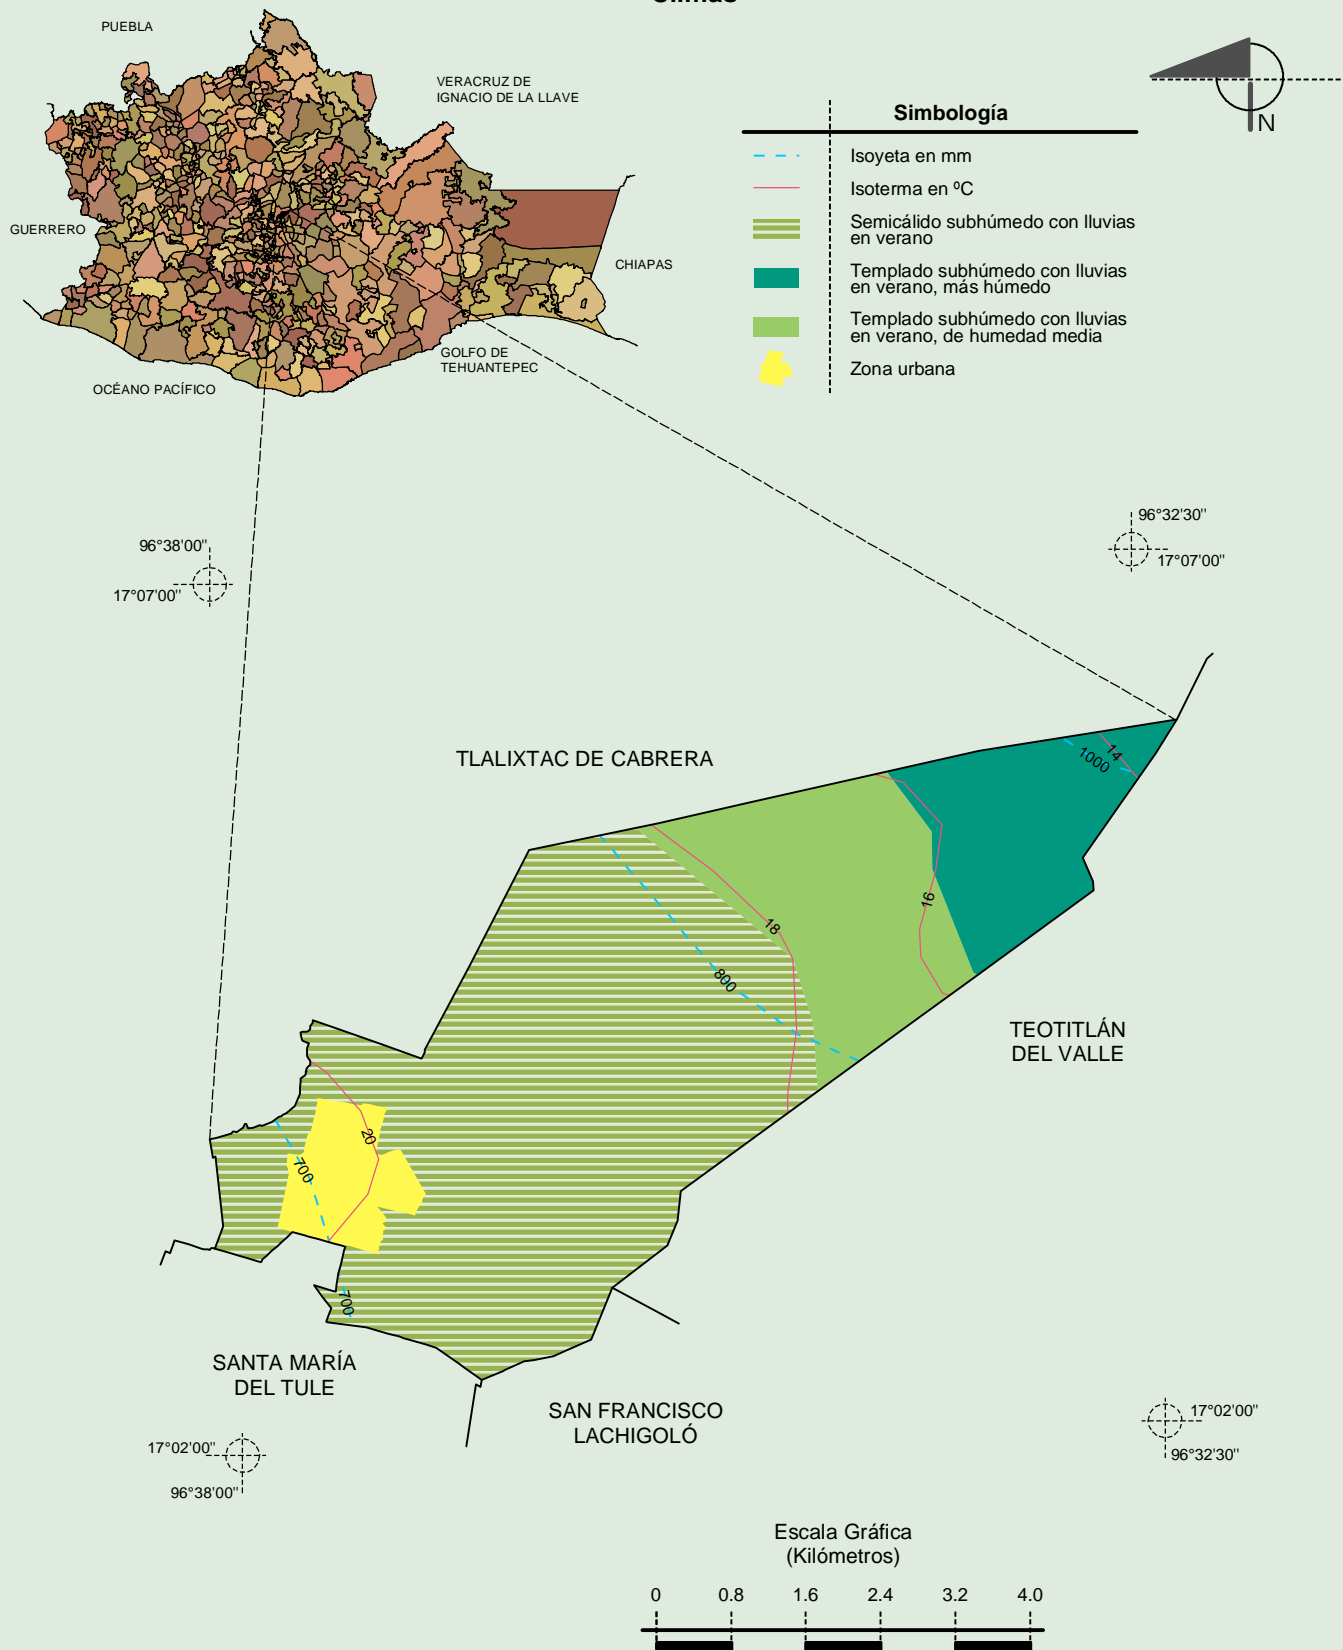 PUEBLA
VERACRUZ DE
IGNACIO DE LA LLAVE
GUERRERO
CHIAPAS
GOLFO DE
TEHUANTEPEC
OCÉANO PACÍFICO
N
Simbología
Isoyeta en mm
Isoterma en ºC
Semicálido subhúmedo con lluvias
en verano
Templado subhúmedo con lluvias
en verano, más húmedo
Templado subhúmedo con lluvias
en verano, de humedad media
Zona urbana
96°38'00"
17°07'00"
96°32'30"
17°07'00"
TLALIXTAC DE CABRERA
14
1000
16
18
800
TEOTITLÁN
DEL VALLE
20
700
700
SANTA MARÍA
DEL TULE
SAN FRANCISCO
LACHIGOLÓ
17°02'00"
96°38'00"
17°02'00"
96°32'30"
Escala Gráfica
(Kilómetros)
0 0.8 1.6 2.4 3.2 4.0